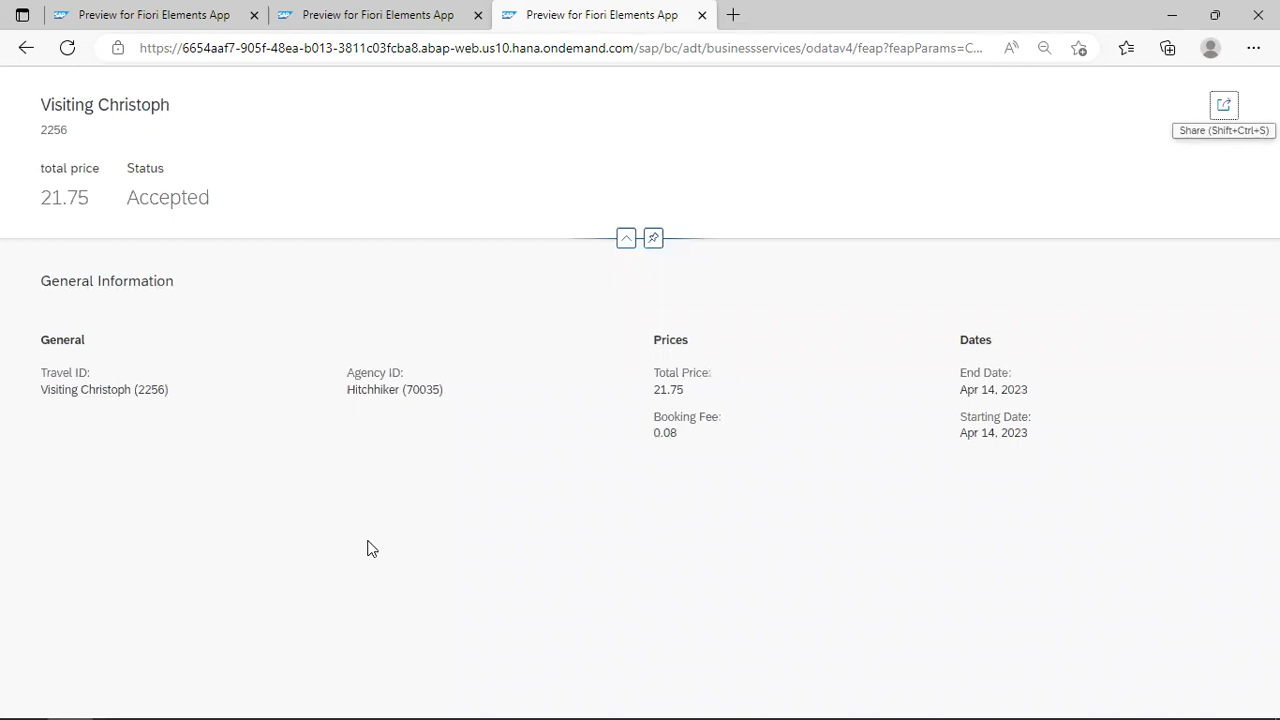 Preview for Fiori Elements App
Preview for Fiori Elements App
Preview for Fiori Elements App
https://6654aaf7-905f-48ea-b013-3811c03fcba8.abap-web.us10.hana.ondemand.com/sap/bc/adt/businessservices/odatav4/feap?feapParams=C...
Visiting Christoph
2256
Share (Shift+Ctrl+S)
total price Status
21.75 Accepted
General Information
General Prices Dates
Travel ID: Agency ID: Total Price: End Date:
Visiting Christoph (2256) Hitchhiker (70035) 21.75 Apr 14, 2023
Booking Fee: Starting Date:
0.08 Apr 14, 2023